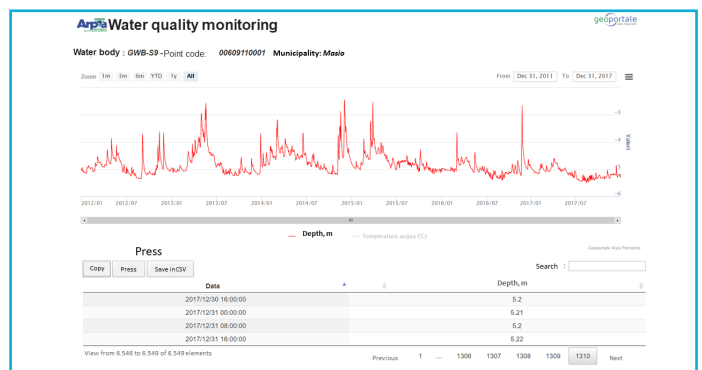 Arpa Water quality monitoring
geoportale
Water body : GWB-S9 -Point code: 00609110001 Municipality: Masio
Zoom 1m 3m 6m YTD 1y All From Dec 31, 2011 To Dec 31, 2017
-3
-4
-5
-6
Valori
2012/01 2012/07 2013/01 2013/07 2014/01 2014/07 2015/01 2015/07 2016/01 2016/07 2017/01 2017/07
Depth, m Temperatura acqua (°C)
Press
Geoportale Arpa Piemonte
Copy Press Save inCSV Search :
Data Depth, m
2017/12/30 16:00:00 5.2
2017/12/31 00:00:00 5.21
2017/12/31 08:00:00 5.2
2017/12/31 16:00:00 5.22
View from 6.546 to 6.549 of 6.549 elements
Previous 1 ... 1306 1307 1308 1309 1310 Next